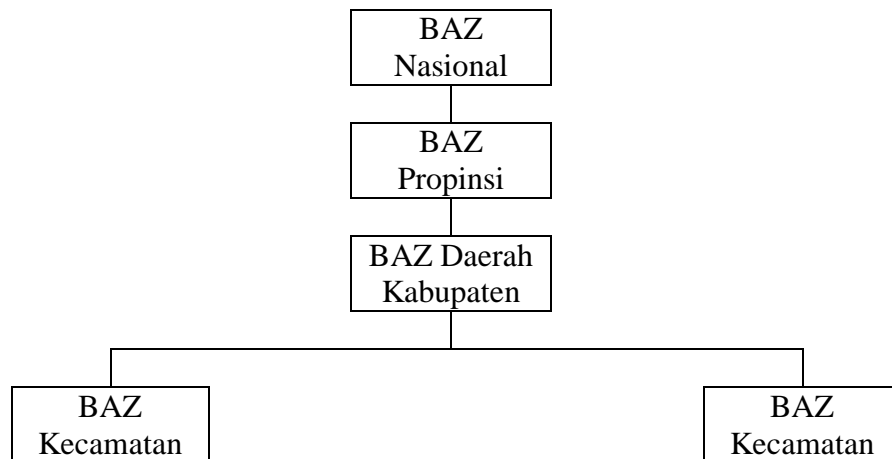 BAZ
Nasional
BAZ
Propinsi
BAZ Daerah
Kabupaten
BAZ
Kecamatan
BAZ
Kecamatan